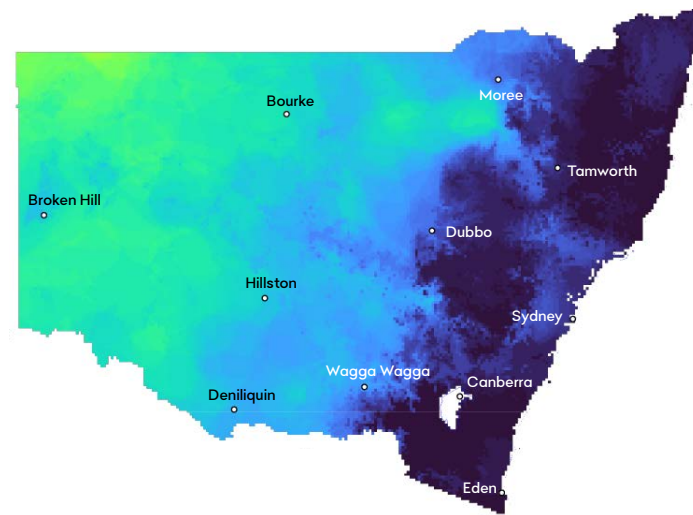 Moree
Bourke
Tamworth
Broken Hill
Dubbo
Hillston
Sydney
Wagga Wagga
Canberra
Deniliquin
Eden